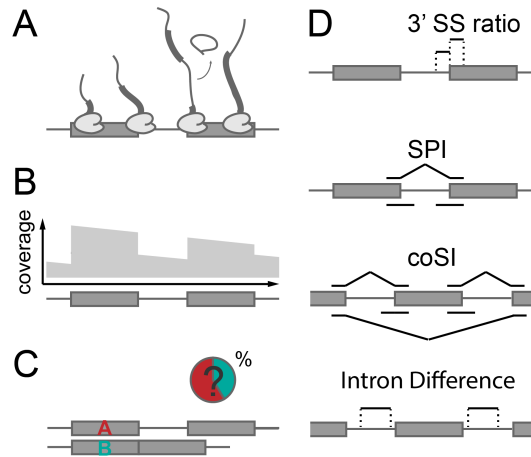 A
B
coverage
C
?
%
A
B
D
3' SS ratio
SPI
coSI
Intron Difference